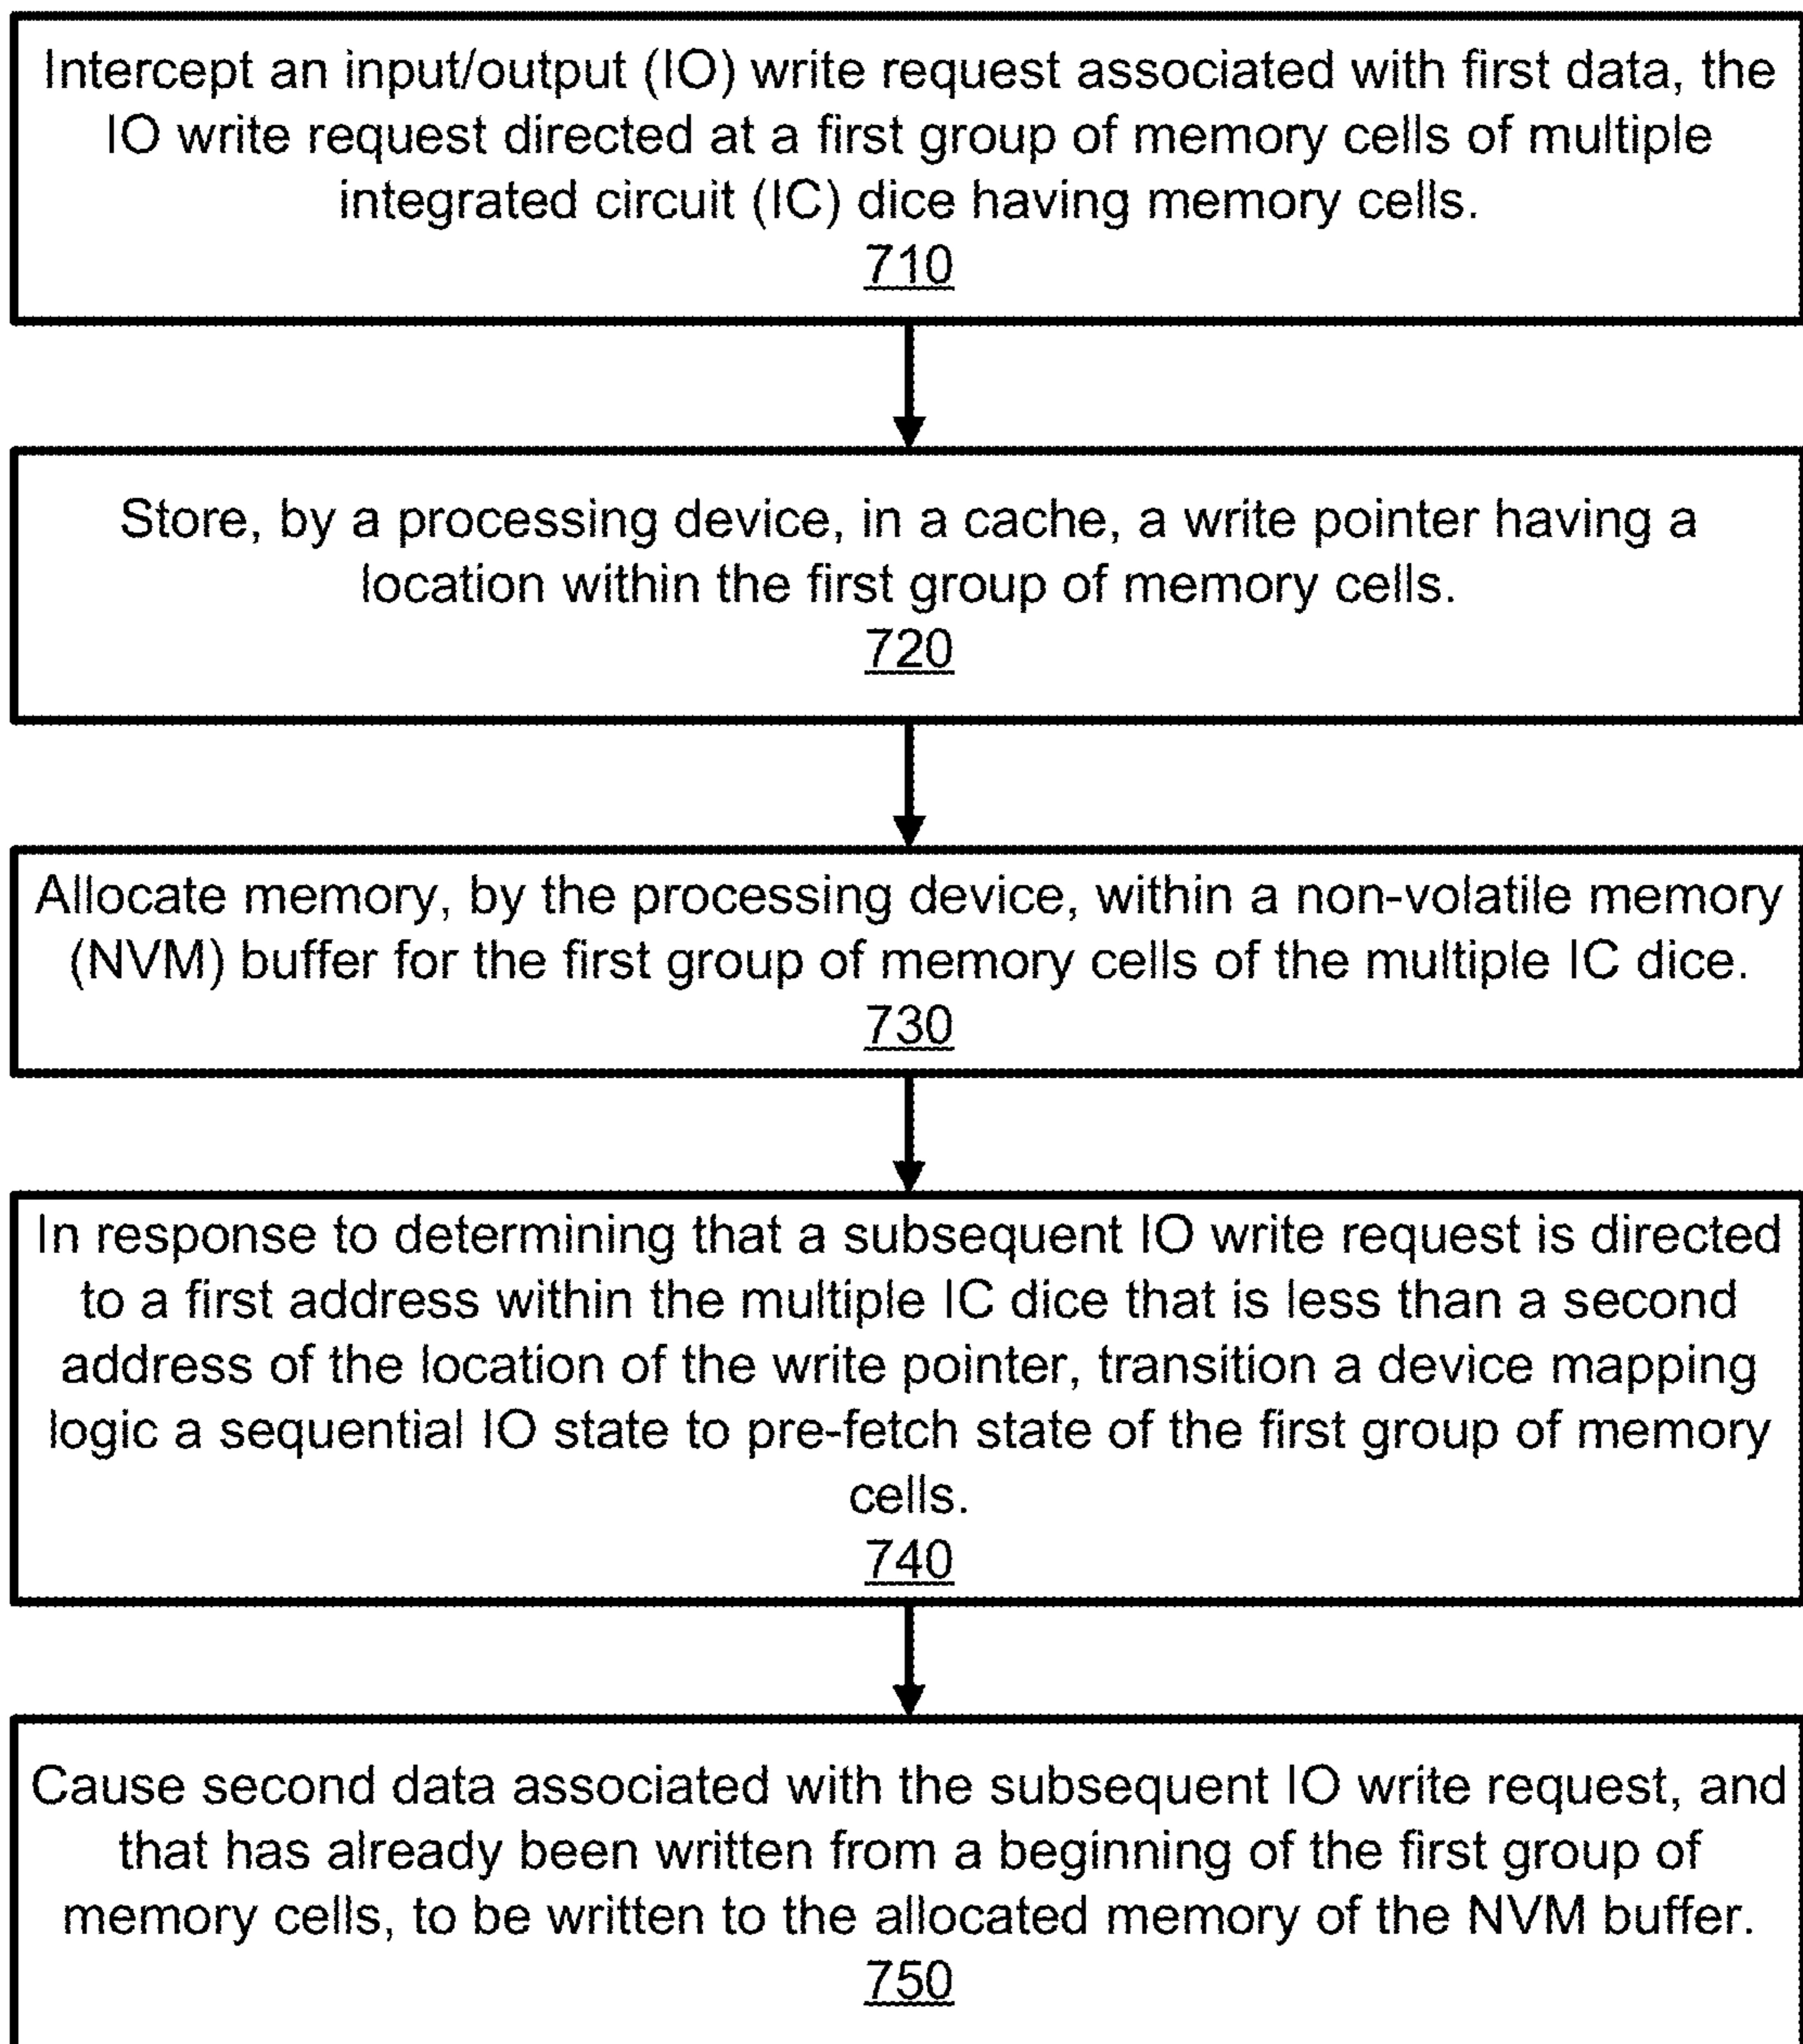 Intercept an input/output (IO) write request associated with first data, the
IO write request directed at a first group of memory cells of multiple
integrated circuit (IC) dice having memory cells.
710
Store, by a processing device, in a cache, a write pointer having a
location within the first group of memory cells.
720
Allocate memory, by the processing device, within a non-volatile memory
(NVM) buffer for the first group of memory cells of the multiple IC dice.
730
In response to determining that a subsequent IO write request is directed
to a first address within the multiple IC dice that is less than a second
address of the location of the write pointer, transition a device mapping
logic a sequential IO state to pre-fetch state of the first group of memory
cells.
740
Cause second data associated with the subsequent IO write request, and
that has already been written from a beginning of the first group of
memory cells, to be written to the allocated memory of the NVM buffer.
750